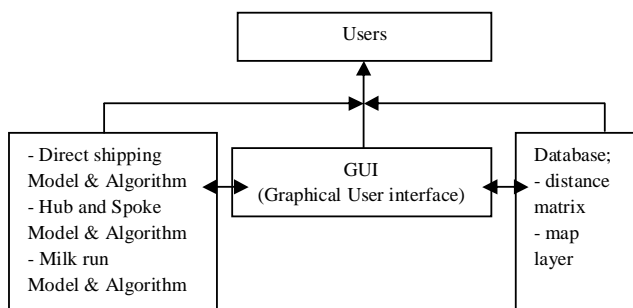 Users
- Direct shipping
Model & Algorithm
- Hub and Spoke
Model & Algorithm
- Milk run
Model & Algorithm
GUI
(Graphical User interface)
Database;
- distance
matrix
- map
layer